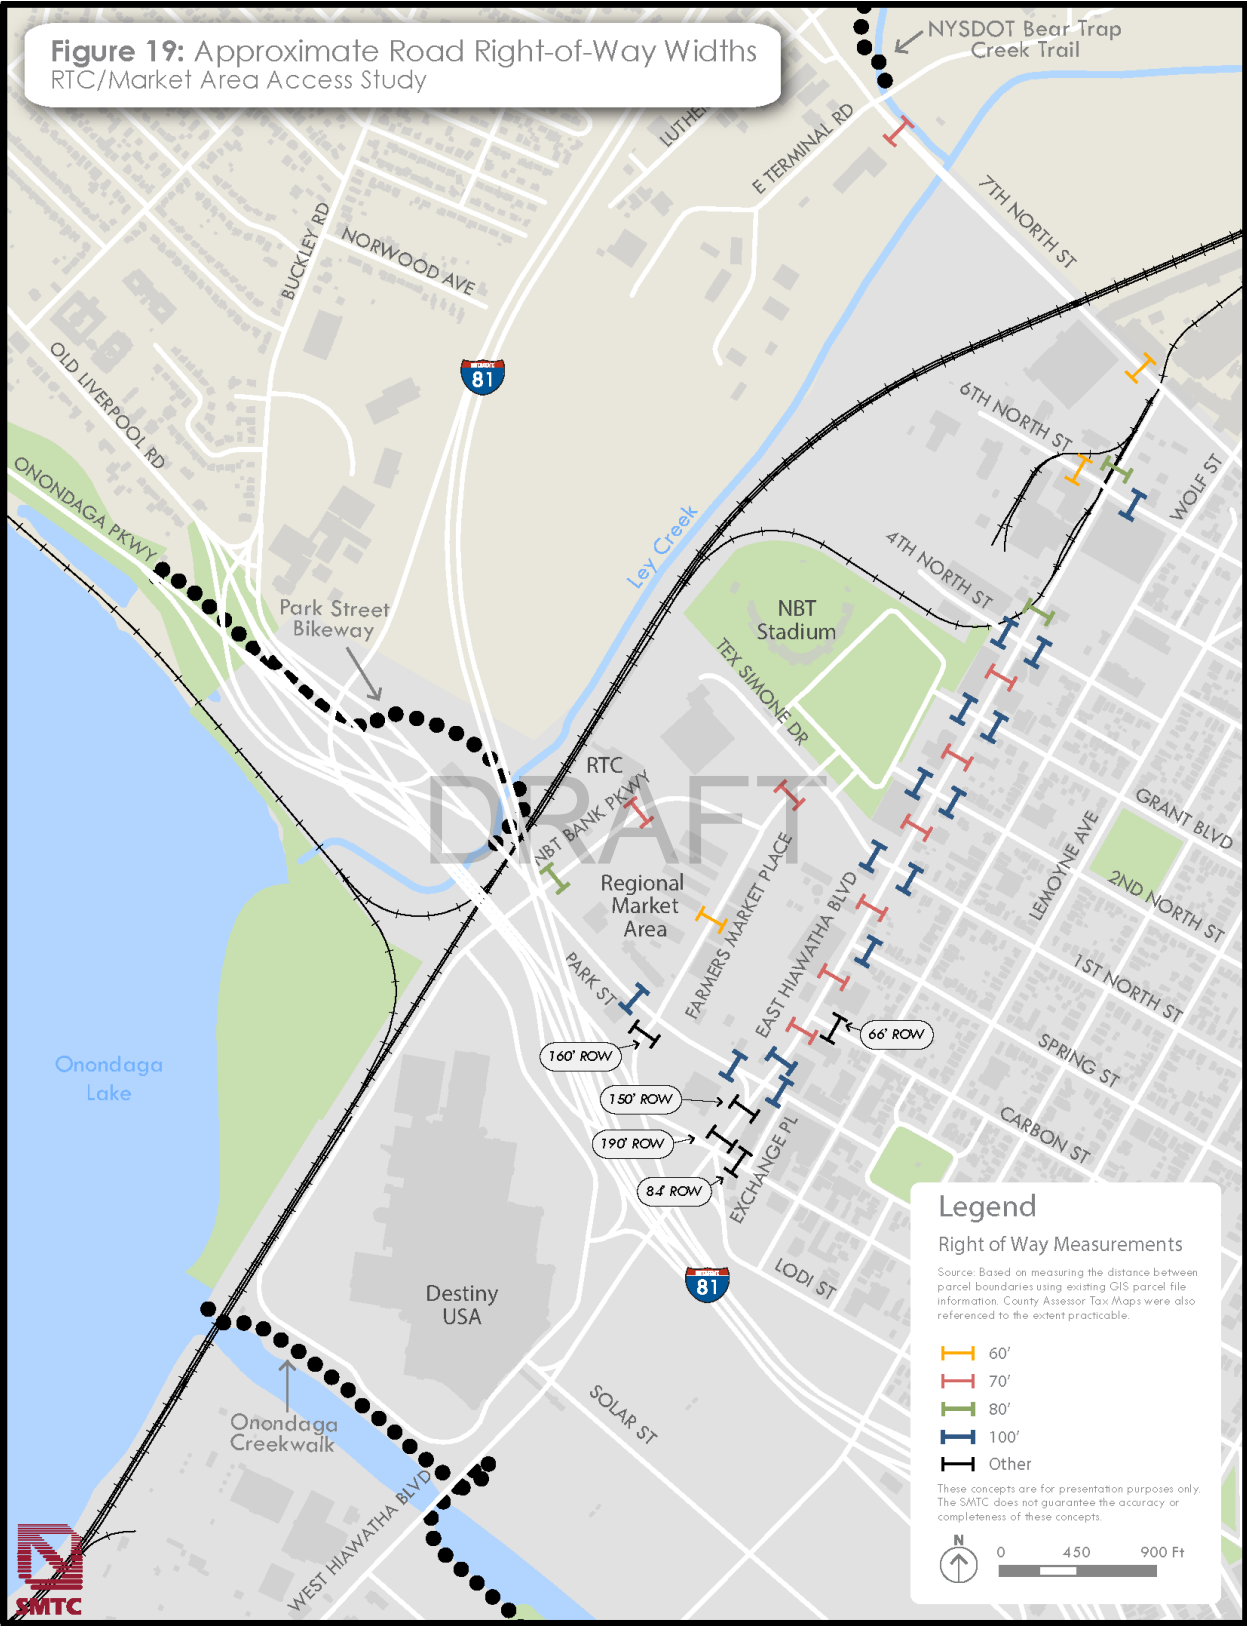 Figure 19: Approximate Road Right-of-Way Widths
RTC/Market Area Access Study
NYSDOT Bear Trap
Creek Trail
E TERMINAL RD
7TH NORTH ST
BUCKLEY RD
NORWOOD AVE
OLD LIVERPOOL RD
81
6TH NORTH ST
WOLF ST
ONONDAGA PKWY
Ley Creek
4TH NORTH ST
Park Street
Bikeway
NBT
Stadium
TEX SIMONE DR
RTC
DRAFT
NBT BANK PKWY
GRANT BLVD
LEMOYNE AVE
2ND NORTH ST
Regional
Market
Area
FARMERS MARKET PLACE
EAST HIAWATHA BLVD
PARK ST
1ST NORTH ST
66' ROW
160' ROW
SPRING ST
Onondaga
Lake
150' ROW
190' ROW
84' ROW
EXCHANGE PL
CARBON ST
LODI ST
81
Destiny
USA
Onondaga
Creekwalk
SOLAR ST
WEST HIAWATHA BLVD
SMTC
Legend
Right of Way Measurements
Source: Based on measuring the distance between
parcel boundaries using existing GIS parcel file
information. County Assessor Tax Maps were also
referenced to the extent practicable.
60'
70'
80'
100'
Other
These concepts are for presentation purposes only.
The SMTC does not guarantee the accuracy or
completeness of these concepts.
N
0 450 900 Ft